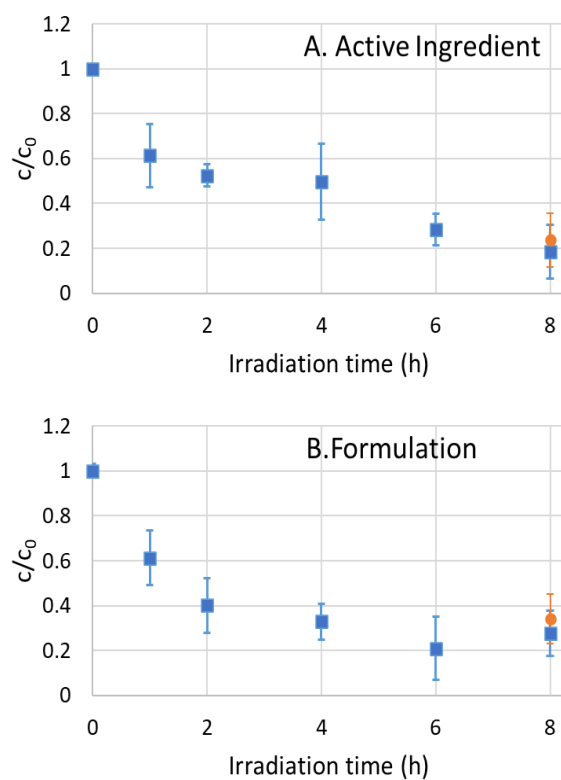 A. Active Ingredient
c/c₀
1.2
1
0.8
0.6
0.4
0.2
0
0 2 4 6 8
Irradiation time (h)
B.Formulation
c/c₀
1.2
1
0.8
0.6
0.4
0.2
0
0 2 4 6 8
Irradiation time (h)